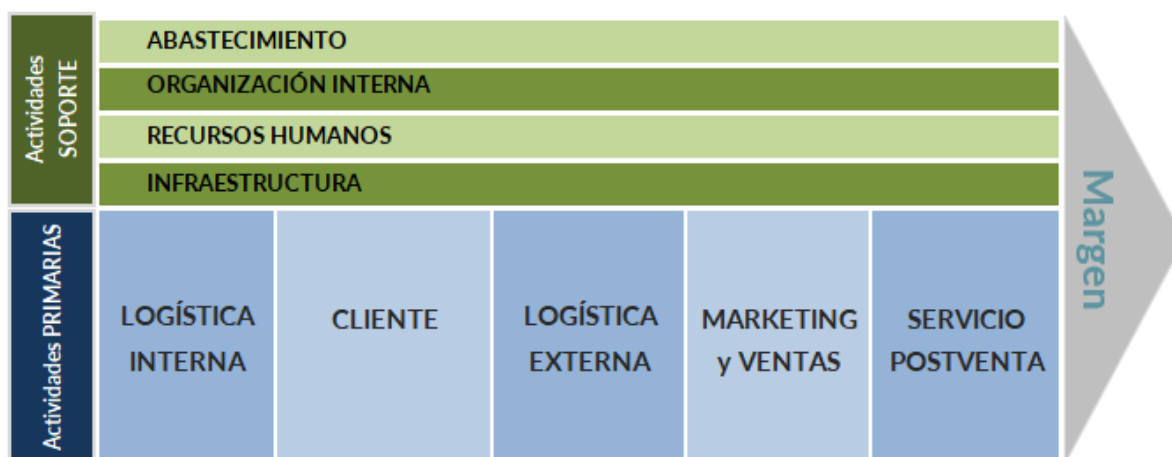 Actividades
SOPORTE
ABASTECIMIENTO
ORGANIZACIÓN INTERNA
RECURSOS HUMANOS
INFRAESTRUCTURA
Actividades PRIMARIAS
LOGÍSTICA
INTERNA
CLIENTE
LOGÍSTICA
EXTERNA
MARKETING
y VENTAS
SERVICIO
POSTVENTA
Margen